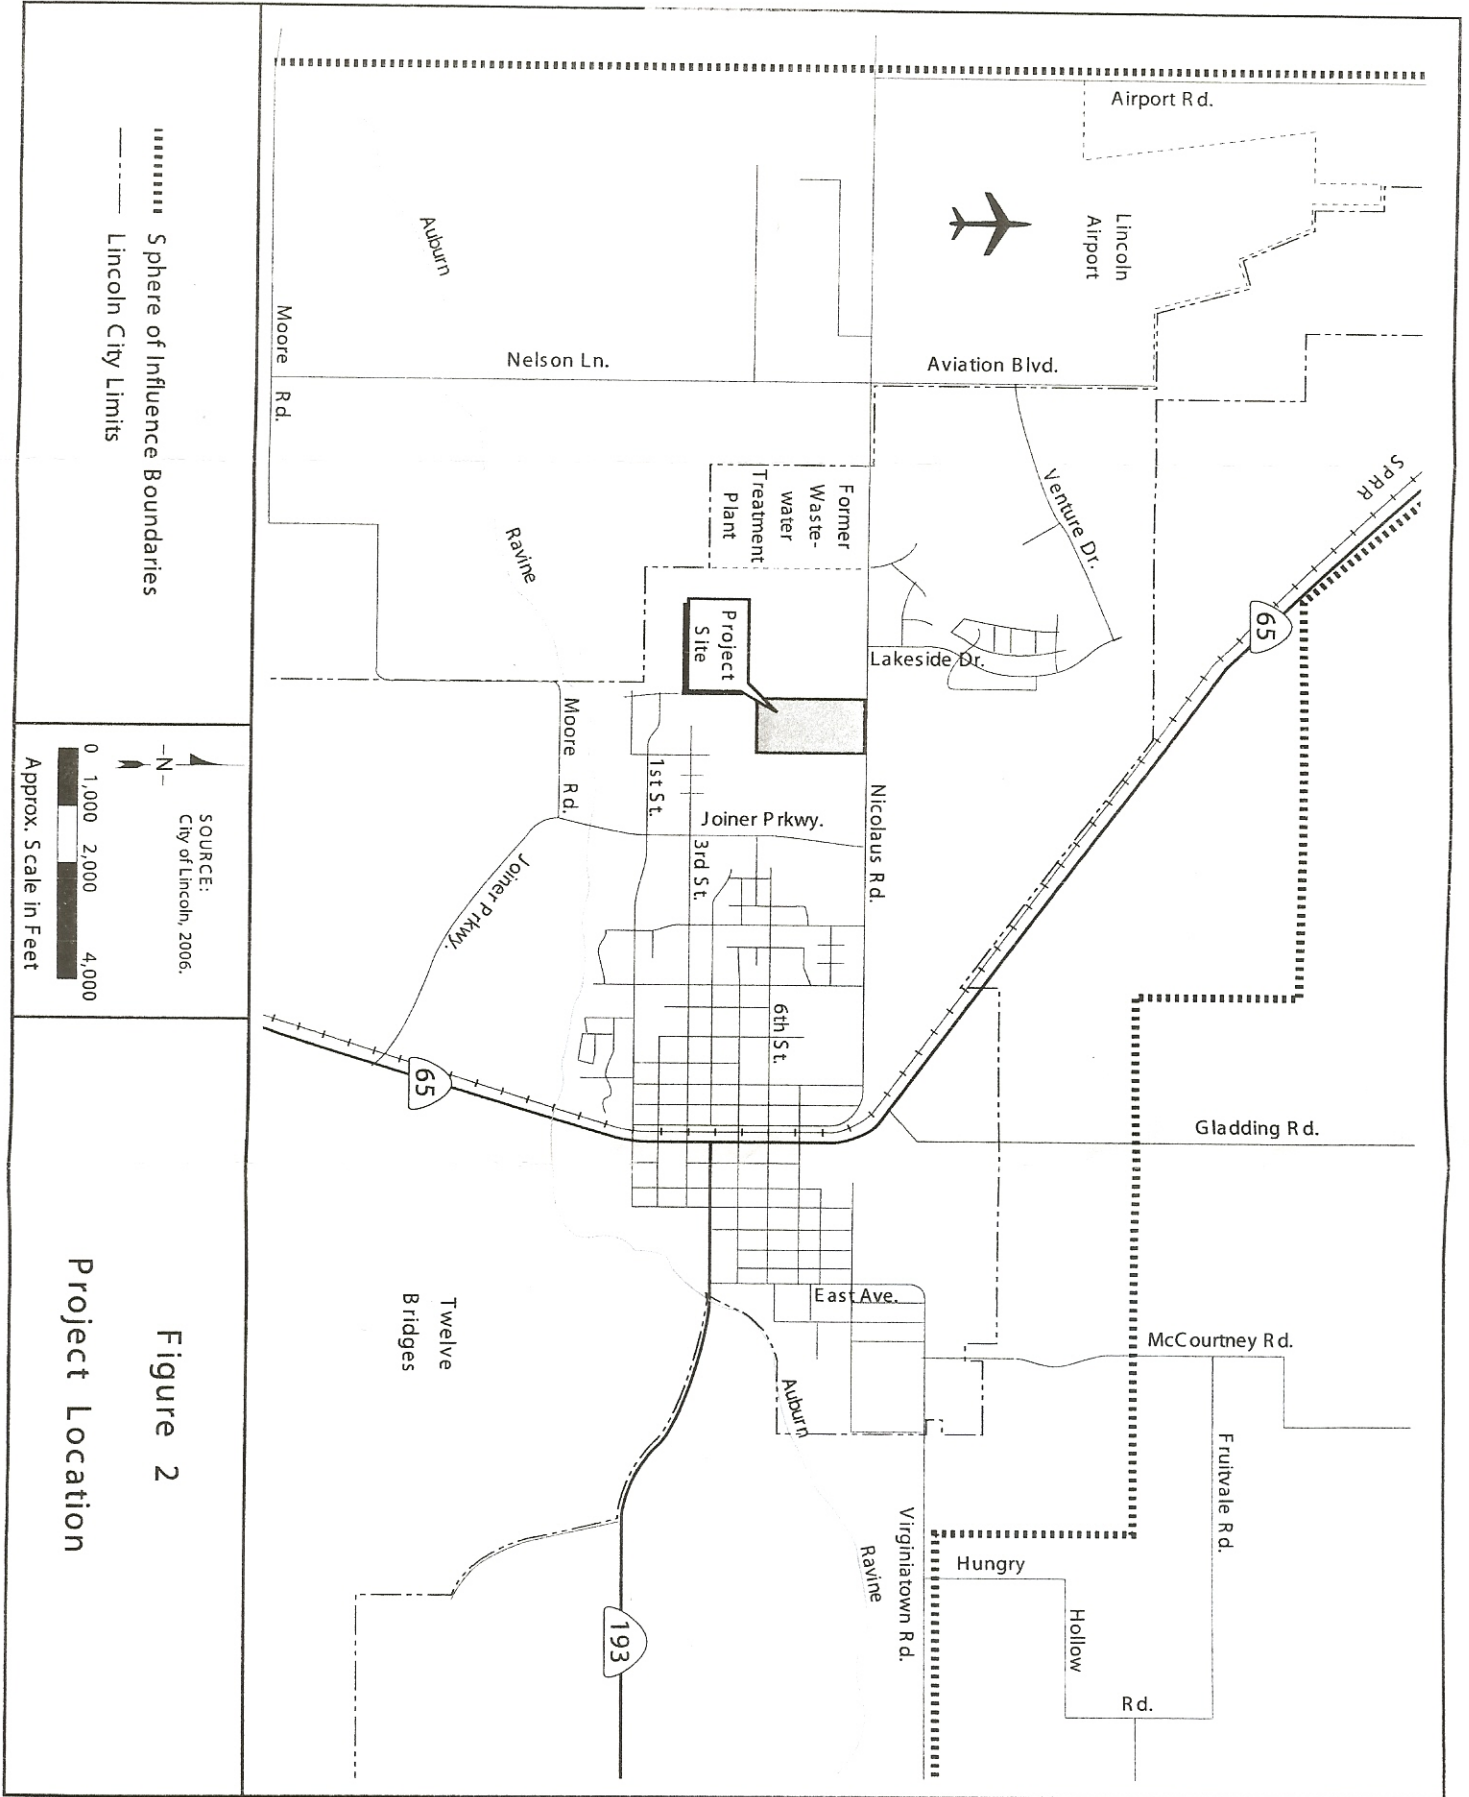 Airport Rd.
Lincoln
Airport
Aviation Blvd.
Nelson Ln.
Auburn
Moore
Rd.
SPRR
65
Venture Dr.
Lakeside Dr.
Former
Waste-
water
Treatment
Plant
Ravine
Project
Site
Moore
Rd.
1st St.
Joiner Prkwy.
Nicolaus Rd.
3rd St.
Joiner Prkwy.
6th St.
65
Gladding Rd.
East Ave.
McCourtney Rd.
Twelve
Bridges
Auburn
Fruitvale Rd.
Virginiatown Rd.
Ravine
Hungry
Hollow
Rd.
193
Sphere of Influence Boundaries
Lincoln City Limits
-N-
SOURCE:
City of Lincoln, 2006.
0 1,000 2,000 4,000
Approx. Scale in Feet
Figure 2
Project Location